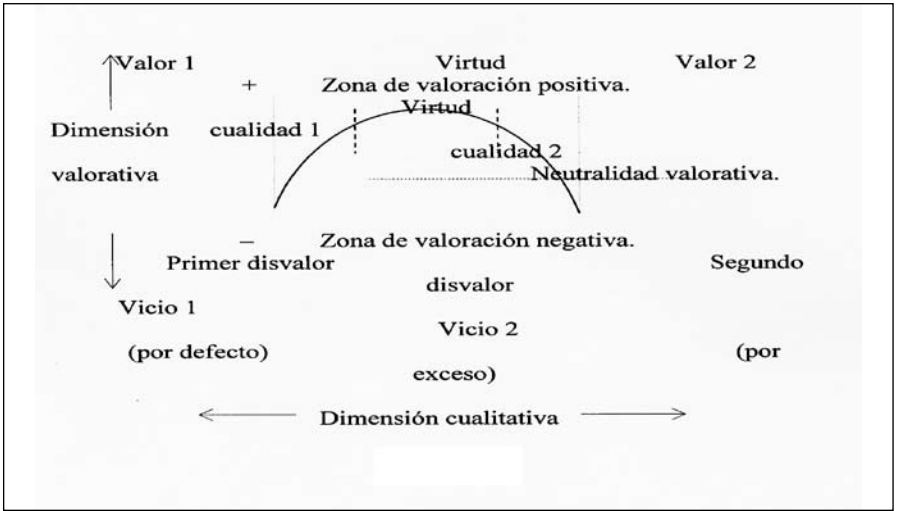 Valor 1 Virtud Valor 2
+ Zona de valoración positiva.
Virtud
Dimensión cualidad 1
cualidad 2
valorativa Neutralidad valorativa.
– Zona de valoración negativa.
Primer disvalor Segundo
disvalor
Vicio 1
Vicio 2
(por defecto) (por
exceso)
Dimensión cualitativa